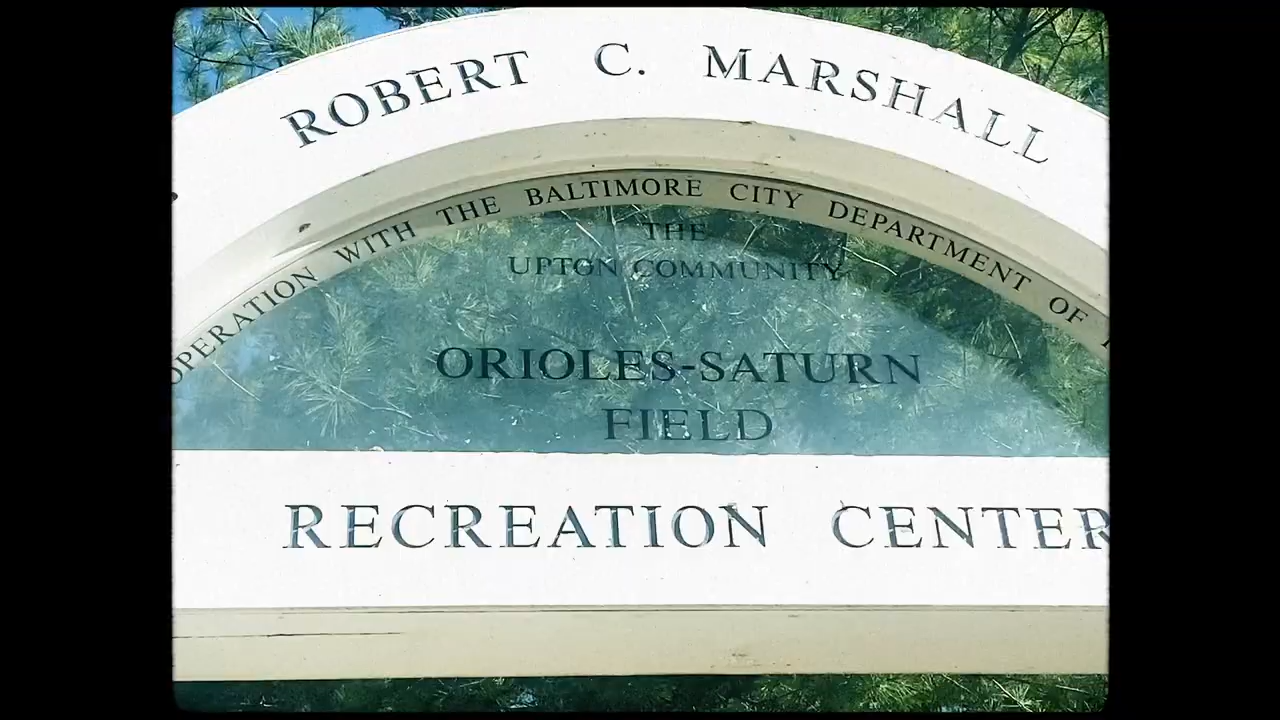 ROBERT C. MARSHALL
OPERATION WITH THE BALTIMORE CITY DEPARTMENT OF
THE
UPTON COMMUNITY
ORIOLES-SATURN
FIELD
RECREATION CENTER